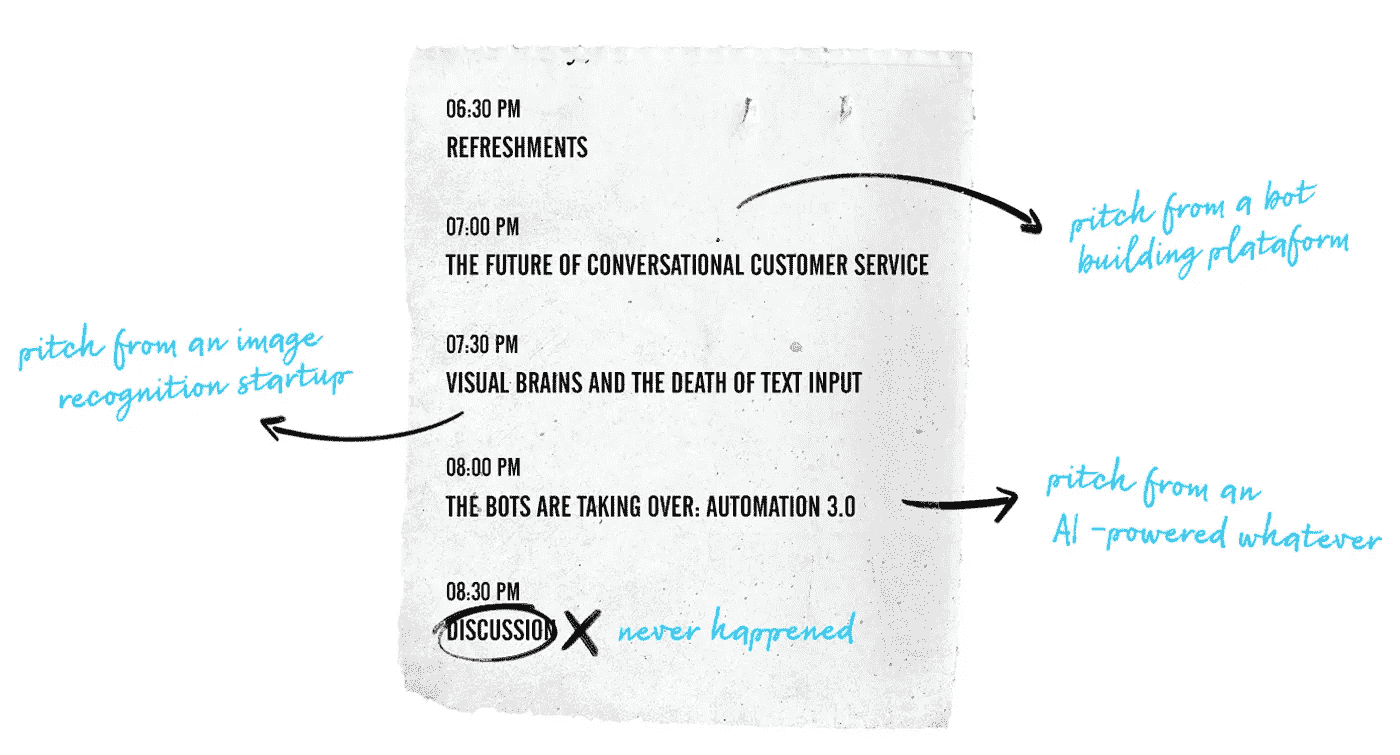 06:30 PM
REFRESHMENTS
07:00 PM
THE FUTURE OF CONVERSATIONAL CUSTOMER SERVICE
pitch from a bot
building plataform
07:30 PM
VISUAL BRAINS AND THE DEATH OF TEXT INPUT
pitch from an image
recognition startup
08:00 PM
THE BOTS ARE TAKING OVER: AUTOMATION 3.0
pitch from an
AI -powered whatever
08:30 PM
DISCUSSION X never happened